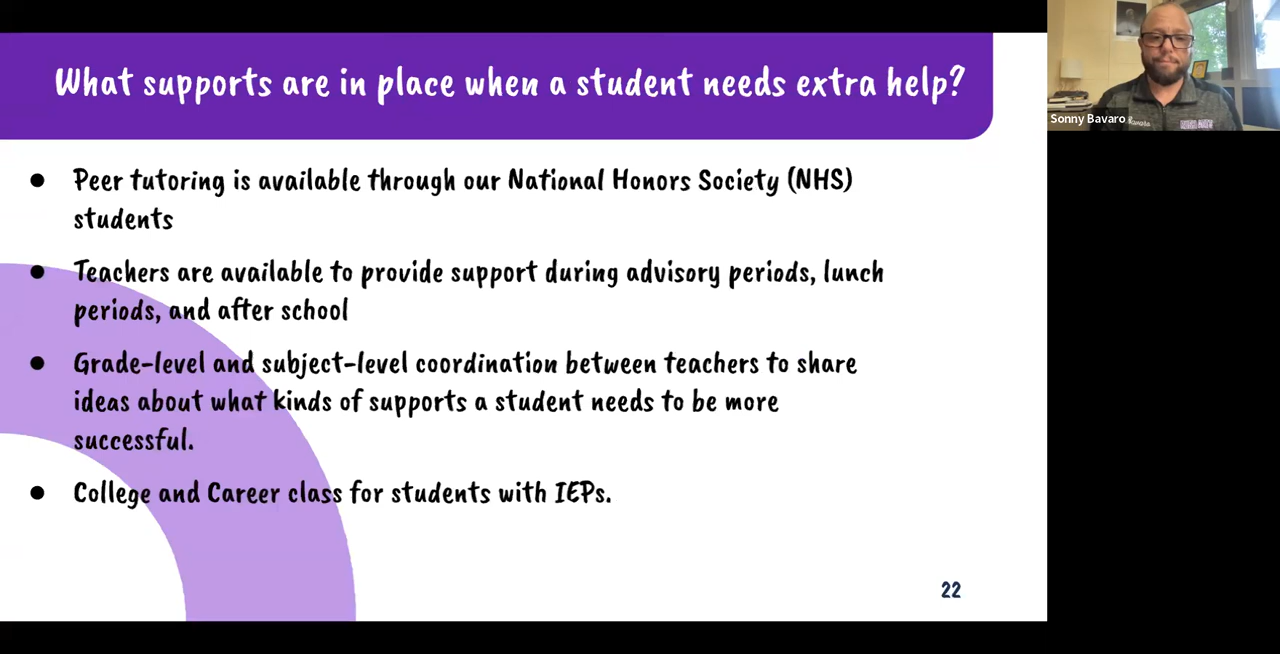 What supports are in place when a student needs extra help?
● Peer tutoring is available through our National Honors Society (NHS)
students
● Teachers are available to provide support during advisory periods, lunch
periods, and after school
● Grade-level and subject-level coordination between teachers to share
ideas about what kinds of supports a student needs to be more
successful.
● College and Career class for students with IEPs.
22
Sonny Bavaro